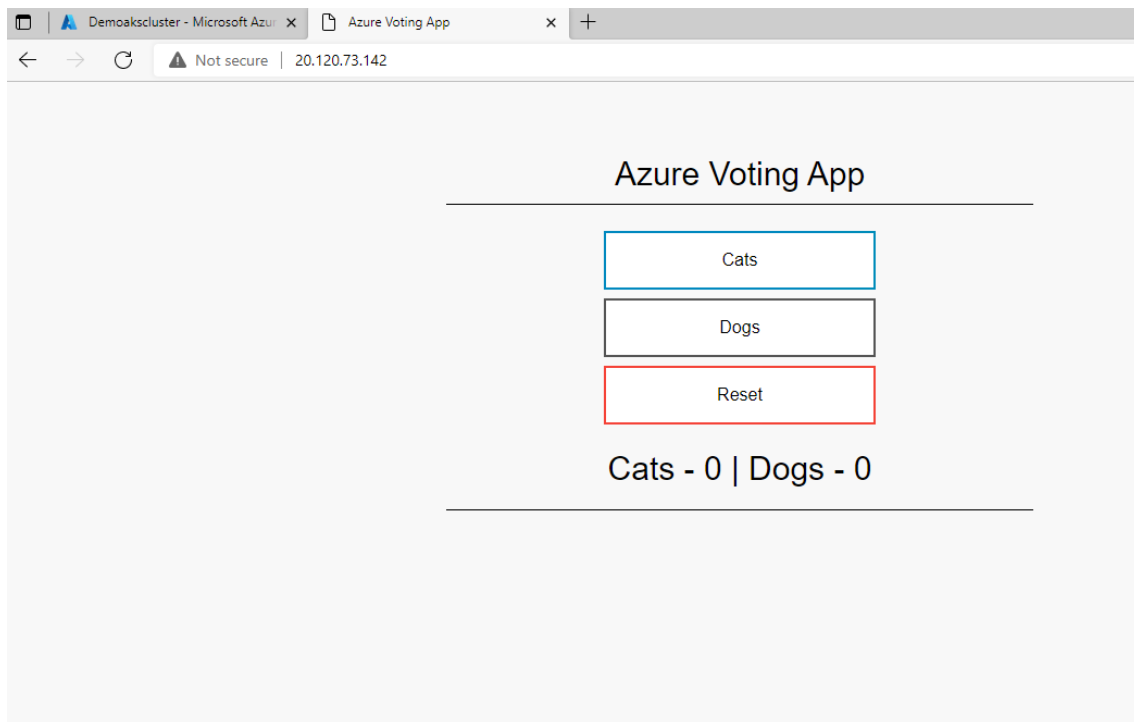 Demoakscluster - Microsoft Azur Azure Voting App
Not secure 20.120.73.142
Azure Voting App
Cats
Dogs
Reset
Cats - 0 | Dogs - 0